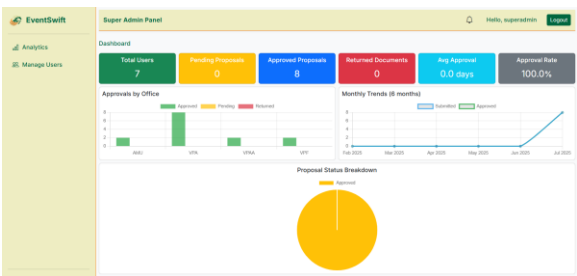 EventSwift
Super Admin Panel
Hello, superadmin
Logout
Analytics
Manage Users
Dashboard
Total Users
7
Pending Proposals
0
Approved Proposals
8
Returned Documents
0
Avg Approval
0.0 days
Approval Rate
100.0%
Approvals by Office
Approved Pending Returned
8
6
4
2
0
VPA VPAA VPF
Monthly Trends (6 months)
Submitted Approved
8
6
4
2
0
Feb 2025 Mar 2025 Apr 2025 May 2025 Jun 2025 Jul 2025
Proposal Status Breakdown
Approved